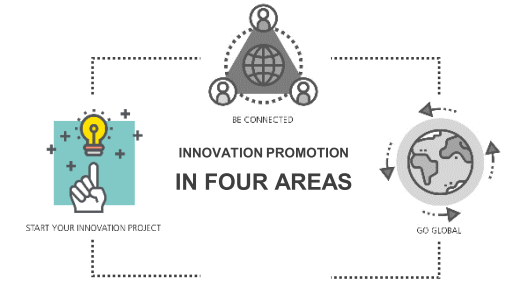 BE CONNECTED
INNOVATION PROMOTION
IN FOUR AREAS
START YOUR INNOVATION PROJECT
GO GLOBAL